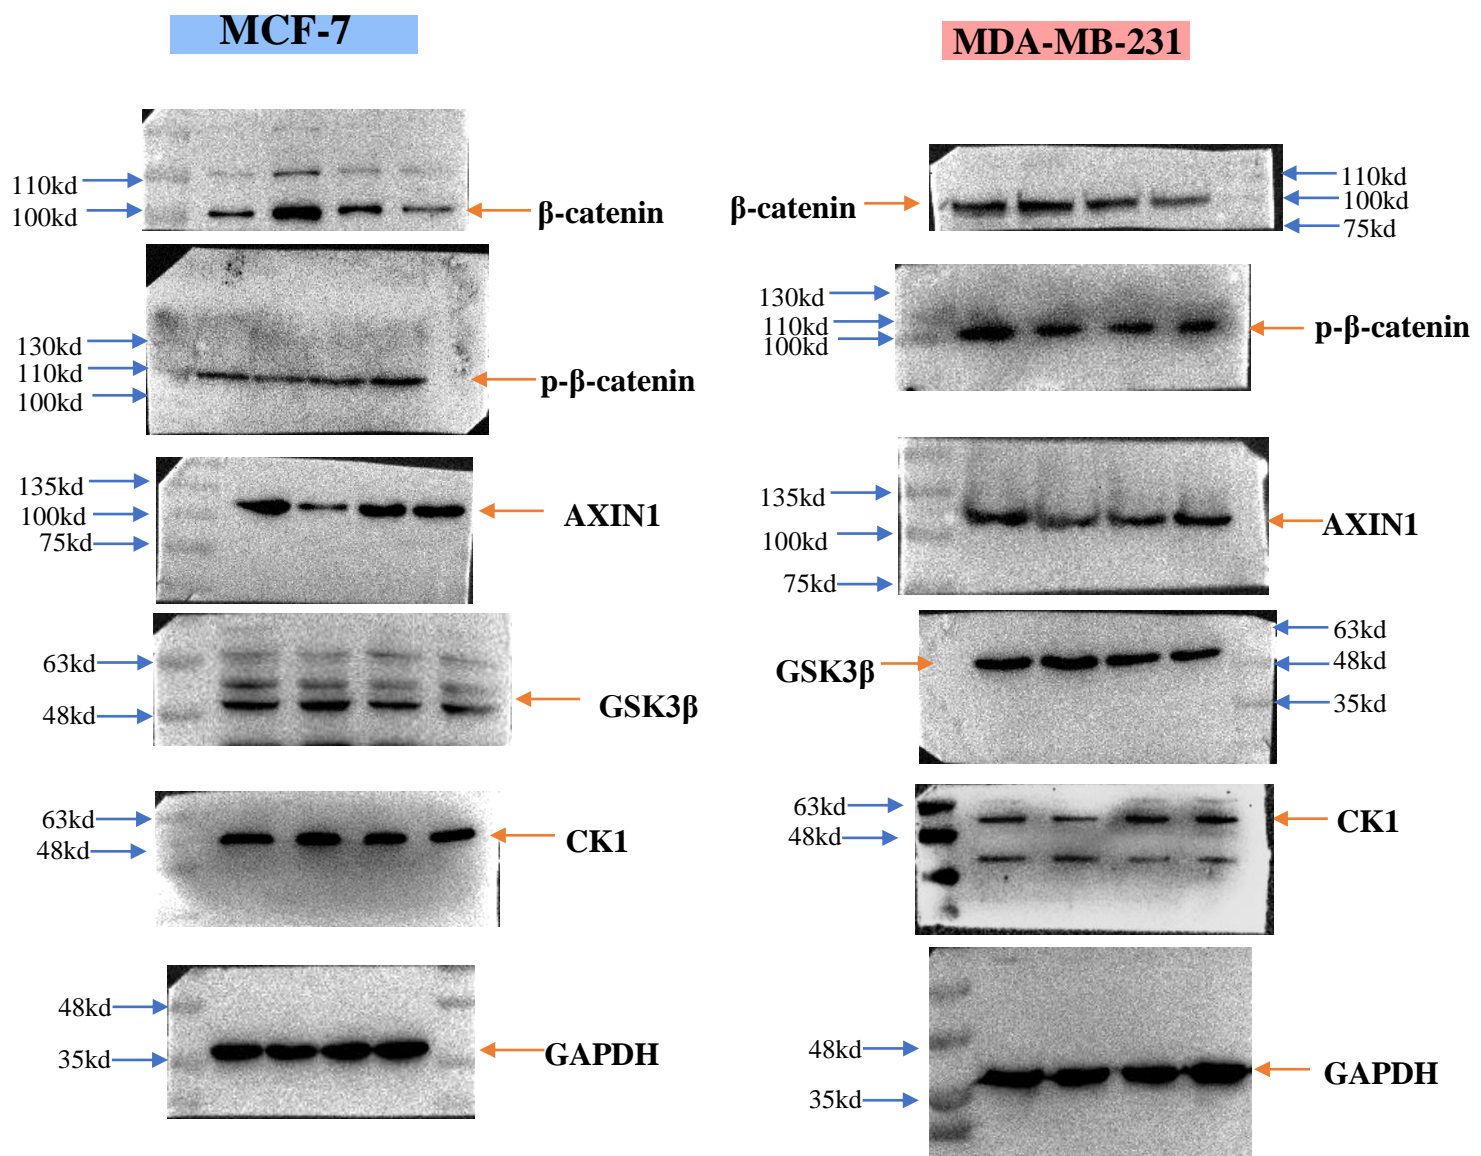 MCF-7
110kd
100kd
β-catenin
130kd
110kd
100kd
p-β-catenin
135kd
100kd
75kd
AXIN1
63kd
48kd
GSK3β
63kd
48kd
CK1
48kd
35kd
GAPDH
MDA-MB-231
β-catenin
110kd
100kd
75kd
130kd
110kd
100kd
p-β-catenin
135kd
100kd
75kd
AXIN1
GSK3β
63kd
48kd
35kd
63kd
48kd
CK1
48kd
35kd
GAPDH